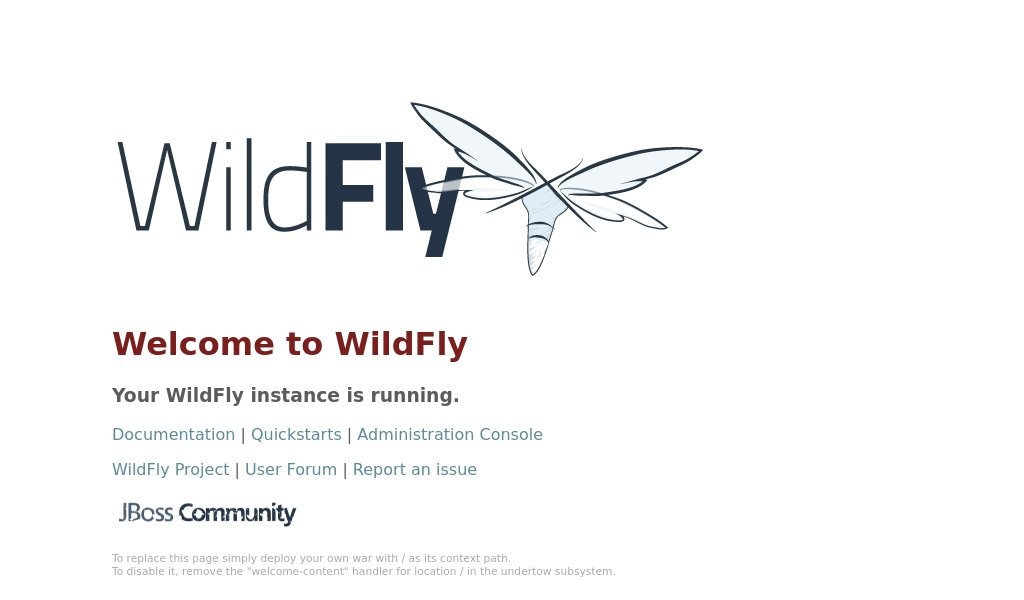 WildFly
Welcome to WildFly
Your WildFly instance is running.
Documentation | Quickstarts | Administration Console
WildFly Project | User Forum | Report an issue
JBoss Community
To replace this page simply deploy your own war with / as its context path.
To disable it, remove the "welcome-content" handler for location / in the undertow subsystem.